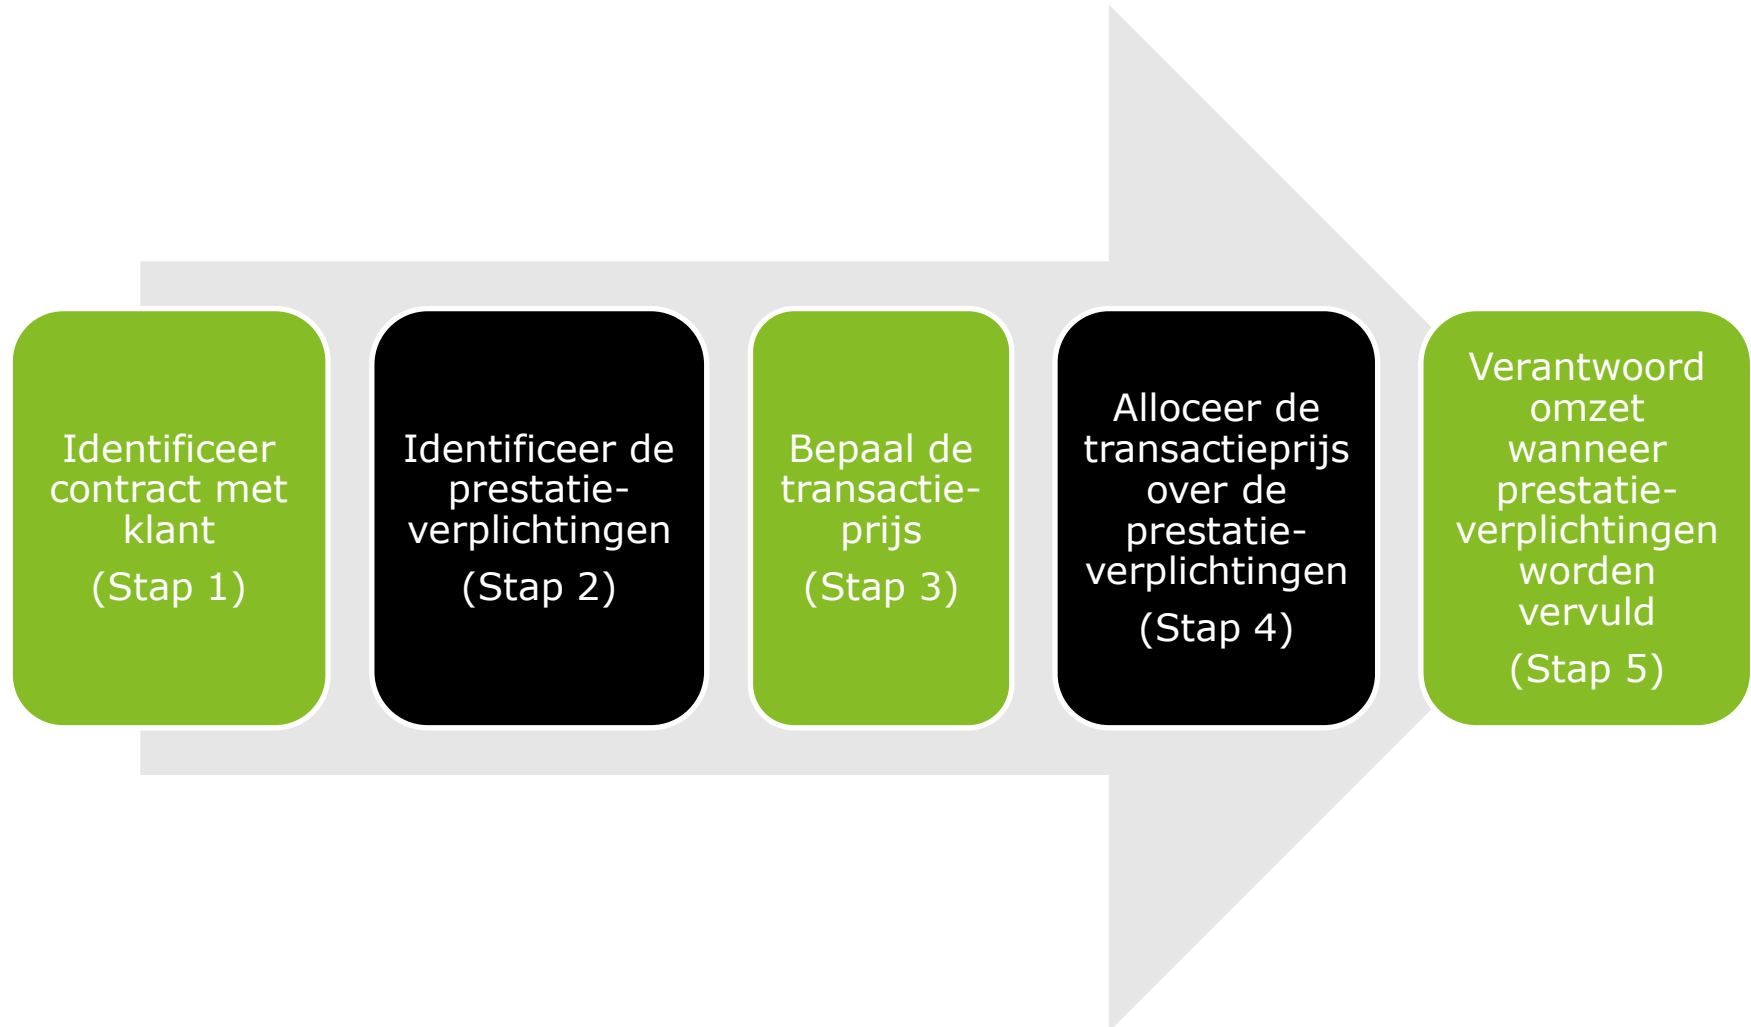 Identificeer
contract met
klant
(Stap 1)
Identificeer de
prestatie-
verplichtingen
(Stap 2)
Bepaal de
transactie-
prijs
(Stap 3)
Alloceer de
transactieprijs
over de
prestatie-
verplichtingen
(Stap 4)
Verantwoord
omzet
wanneer
prestatie-
verplichtingen
worden
vervuld
(Stap 5)